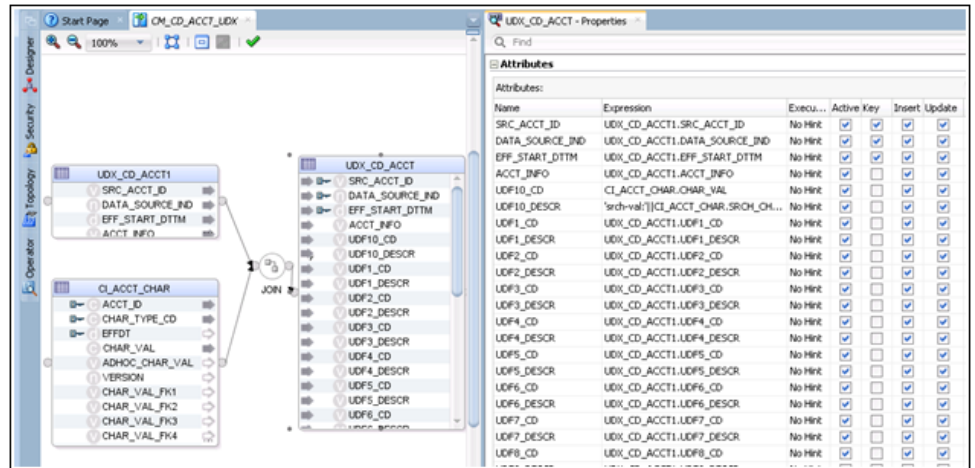 Start Page
CM_CD_ACCT_UDX
100%
Designer
Security
Topology
Operator
UDX_CD_ACCT1
SRC_ACCT_ID
DATA_SOURCE_IND
EFF_START_DTTM
ACCT_INFO
CI_ACCT_CHAR
ACCT_ID
CHAR_TYPE_CD
EFFDT
CHAR_VAL
ADHOC_CHAR_VAL
VERSION
CHAR_VAL_FK1
CHAR_VAL_FK2
CHAR_VAL_FK3
CHAR_VAL_FK4
JOIN
UDX_CD_ACCT
SRC_ACCT_ID
DATA_SOURCE_IND
EFF_START_DTTM
ACCT_INFO
UDF10_CD
UDF10_DESCR
UDF1_CD
UDF1_DESCR
UDF2_CD
UDF2_DESCR
UDF3_CD
UDF3_DESCR
UDF4_CD
UDF4_DESCR
UDF5_CD
UDF5_DESCR
UDF6_CD
UDF6_DESCR
UDX_CD_ACCT - Properties
Find
Attributes
Attributes:
Name Expression Execu... Active Key Insert Update
SRC_ACCT_ID UDX_CD_ACCT1.SRC_ACCT_ID No Hint
DATA_SOURCE_IND UDX_CD_ACCT1.DATA_SOURCE_IND No Hint
EFF_START_DTTM UDX_CD_ACCT1.EFF_START_DTTM No Hint
ACCT_INFO UDX_CD_ACCT1.ACCT_INFO No Hint
UDF10_CD CI_ACCT_CHAR.CHAR_VAL No Hint
UDF10_DESCR 'srch-val:'||CI_ACCT_CHAR.SRCH_CH... No Hint
UDF1_CD UDX_CD_ACCT1.UDF1_CD No Hint
UDF1_DESCR UDX_CD_ACCT1.UDF1_DESCR No Hint
UDF2_CD UDX_CD_ACCT1.UDF2_CD No Hint
UDF2_DESCR UDX_CD_ACCT1.UDF2_DESCR No Hint
UDF3_CD UDX_CD_ACCT1.UDF3_CD No Hint
UDF3_DESCR UDX_CD_ACCT1.UDF3_DESCR No Hint
UDF4_CD UDX_CD_ACCT1.UDF4_CD No Hint
UDF4_DESCR UDX_CD_ACCT1.UDF4_DESCR No Hint
UDF5_CD UDX_CD_ACCT1.UDF5_CD No Hint
UDF5_DESCR UDX_CD_ACCT1.UDF5_DESCR No Hint
UDF6_CD UDX_CD_ACCT1.UDF6_CD No Hint
UDF6_DESCR UDX_CD_ACCT1.UDF6_DESCR No Hint
UDF7_CD UDX_CD_ACCT1.UDF7_CD No Hint
UDF7_DESCR UDX_CD_ACCT1.UDF7_DESCR No Hint
UDF8_CD UDX_CD_ACCT1.UDF8_CD No Hint